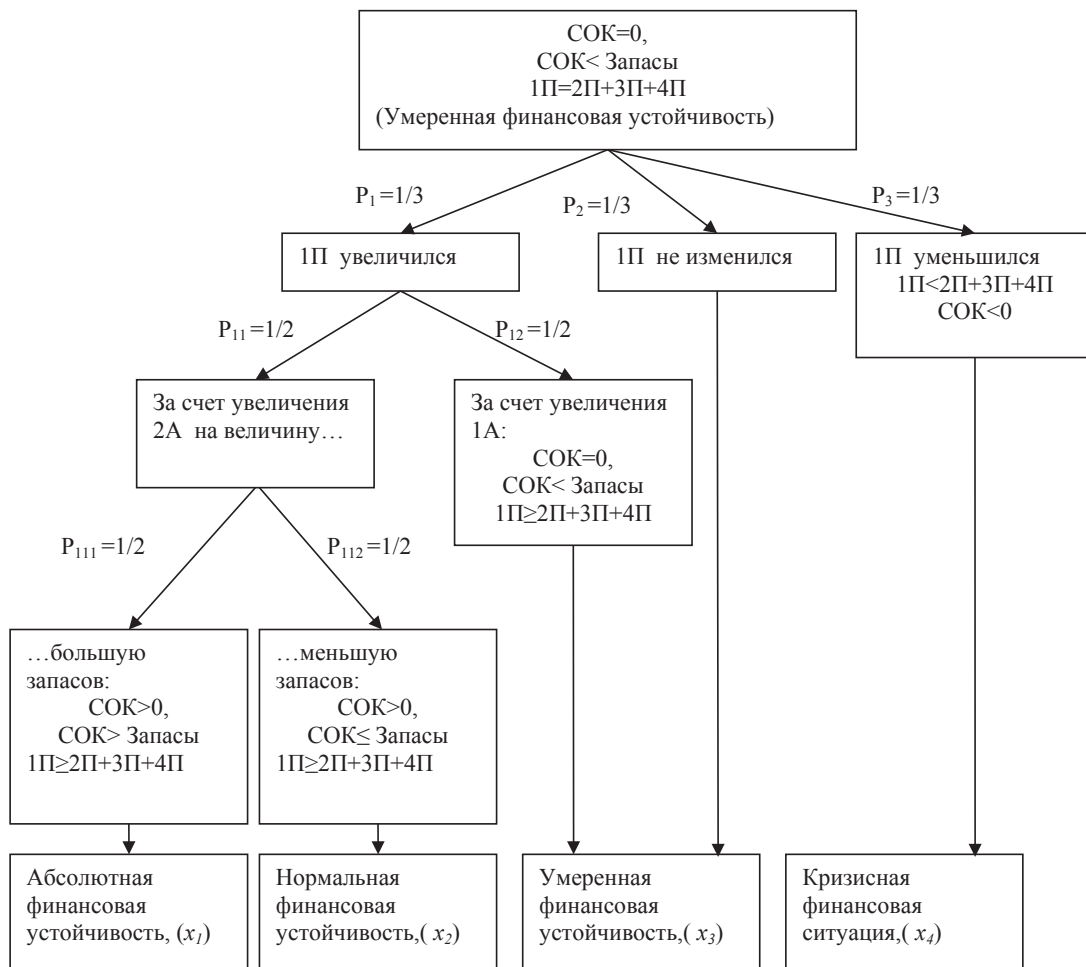 СОК=0,
СОК< Запасы
1П=2П+3П+4П
(Умеренная финансовая устойчивость)
P₁=1/3
P₂=1/3
P₃=1/3
1П увеличился
1П не изменился
1П уменьшился
1П<2П+3П+4П
СОК<0
P₁₁=1/2
P₁₂=1/2
За счет увеличения
2А на величину…
За счет увеличения
1А:
СОК=0,
СОК< Запасы
1П≥2П+3П+4П
P₁₁₁=1/2
P₁₁₂=1/2
…большую
запасов:
СОК>0,
СОК> Запасы
1П≥2П+3П+4П
…меньшую
запасов:
СОК>0,
СОК≤ Запасы
1П≥2П+3П+4П
Абсолютная
финансовая
устойчивость, (x₁)
Нормальная
финансовая
устойчивость,( x₂)
Умеренная
финансовая
устойчивость,( x₃)
Кризисная
финансовая
ситуация,( x₄)